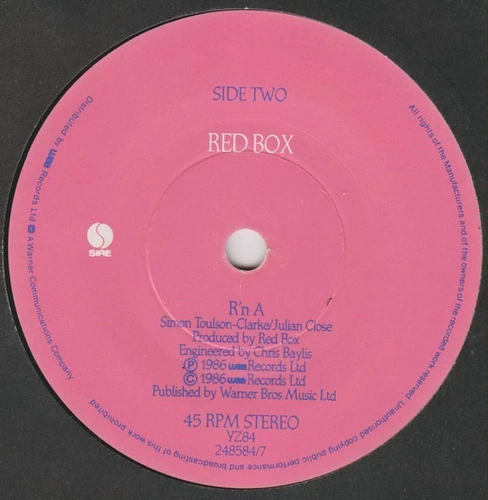 SIDE TWO
RED BOX
SIRE
R'n A
Simon Toulson-Clarke/Julian Close
Produced by Red Box
Engineered by Chris Baylis
Ⓟ 1986 wea Records Ltd
© 1986 wea Records Ltd
Published by Warner Bros Music Ltd
45 RPM STEREO
YZ84
248584/7
Distributed by wea Records Ltd. A Warner Communications Company
All rights of the Manufacturers and of the owners of the recorded work reserved. Unauthorised copying public performance and broadcasting of this work prohibited